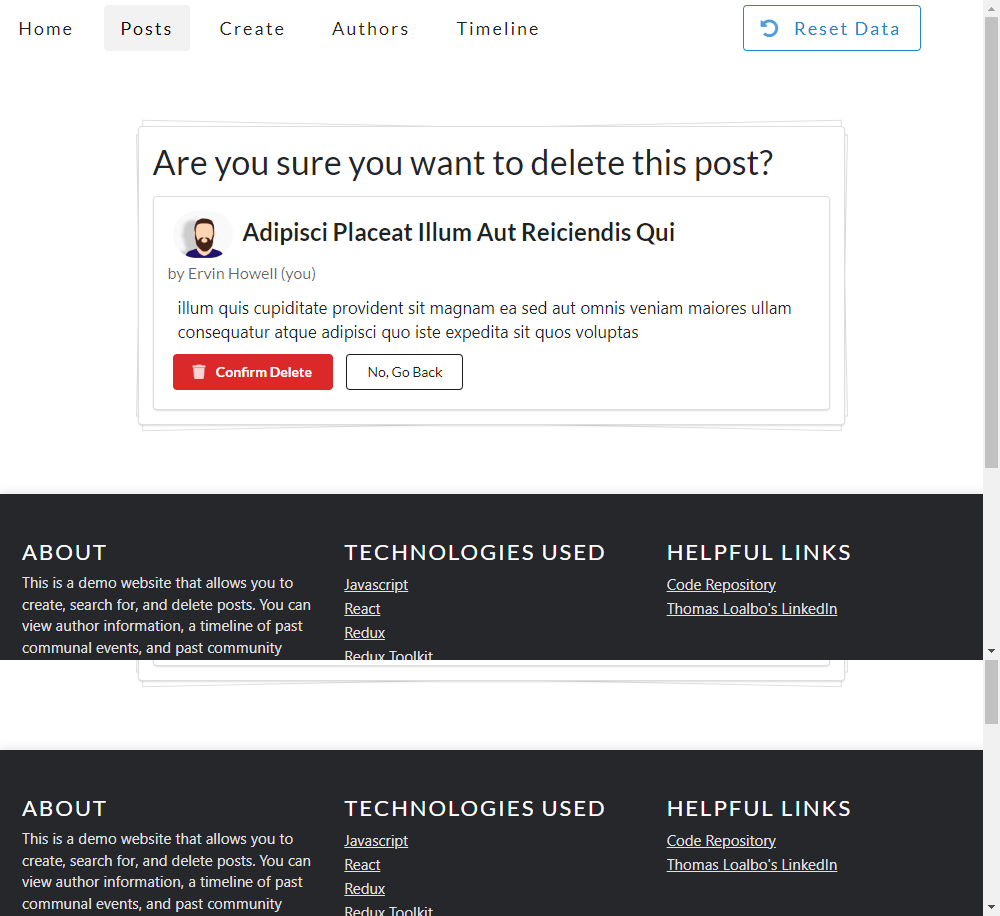 Home Posts Create Authors Timeline Reset Data
Are you sure you want to delete this post?
Adipisci Placeat Illum Aut Reiciendis Qui
by Ervin Howell (you)
illum quis cupiditate provident sit magnam ea sed aut omnis veniam maiores ullam
consequatur atque adipisci quo iste expedita sit quos voluptas
Confirm Delete No, Go Back
ABOUT
This is a demo website that allows you to
create, search for, and delete posts. You can
view author information, a timeline of past
communal events, and past community
TECHNOLOGIES USED
Javascript
React
Redux
Redux Toolkit
HELPFUL LINKS
Code Repository
Thomas Loalbo's LinkedIn
ABOUT
This is a demo website that allows you to
create, search for, and delete posts. You can
view author information, a timeline of past
communal events, and past community
TECHNOLOGIES USED
Javascript
React
Redux
Redux Toolkit
HELPFUL LINKS
Code Repository
Thomas Loalbo's LinkedIn